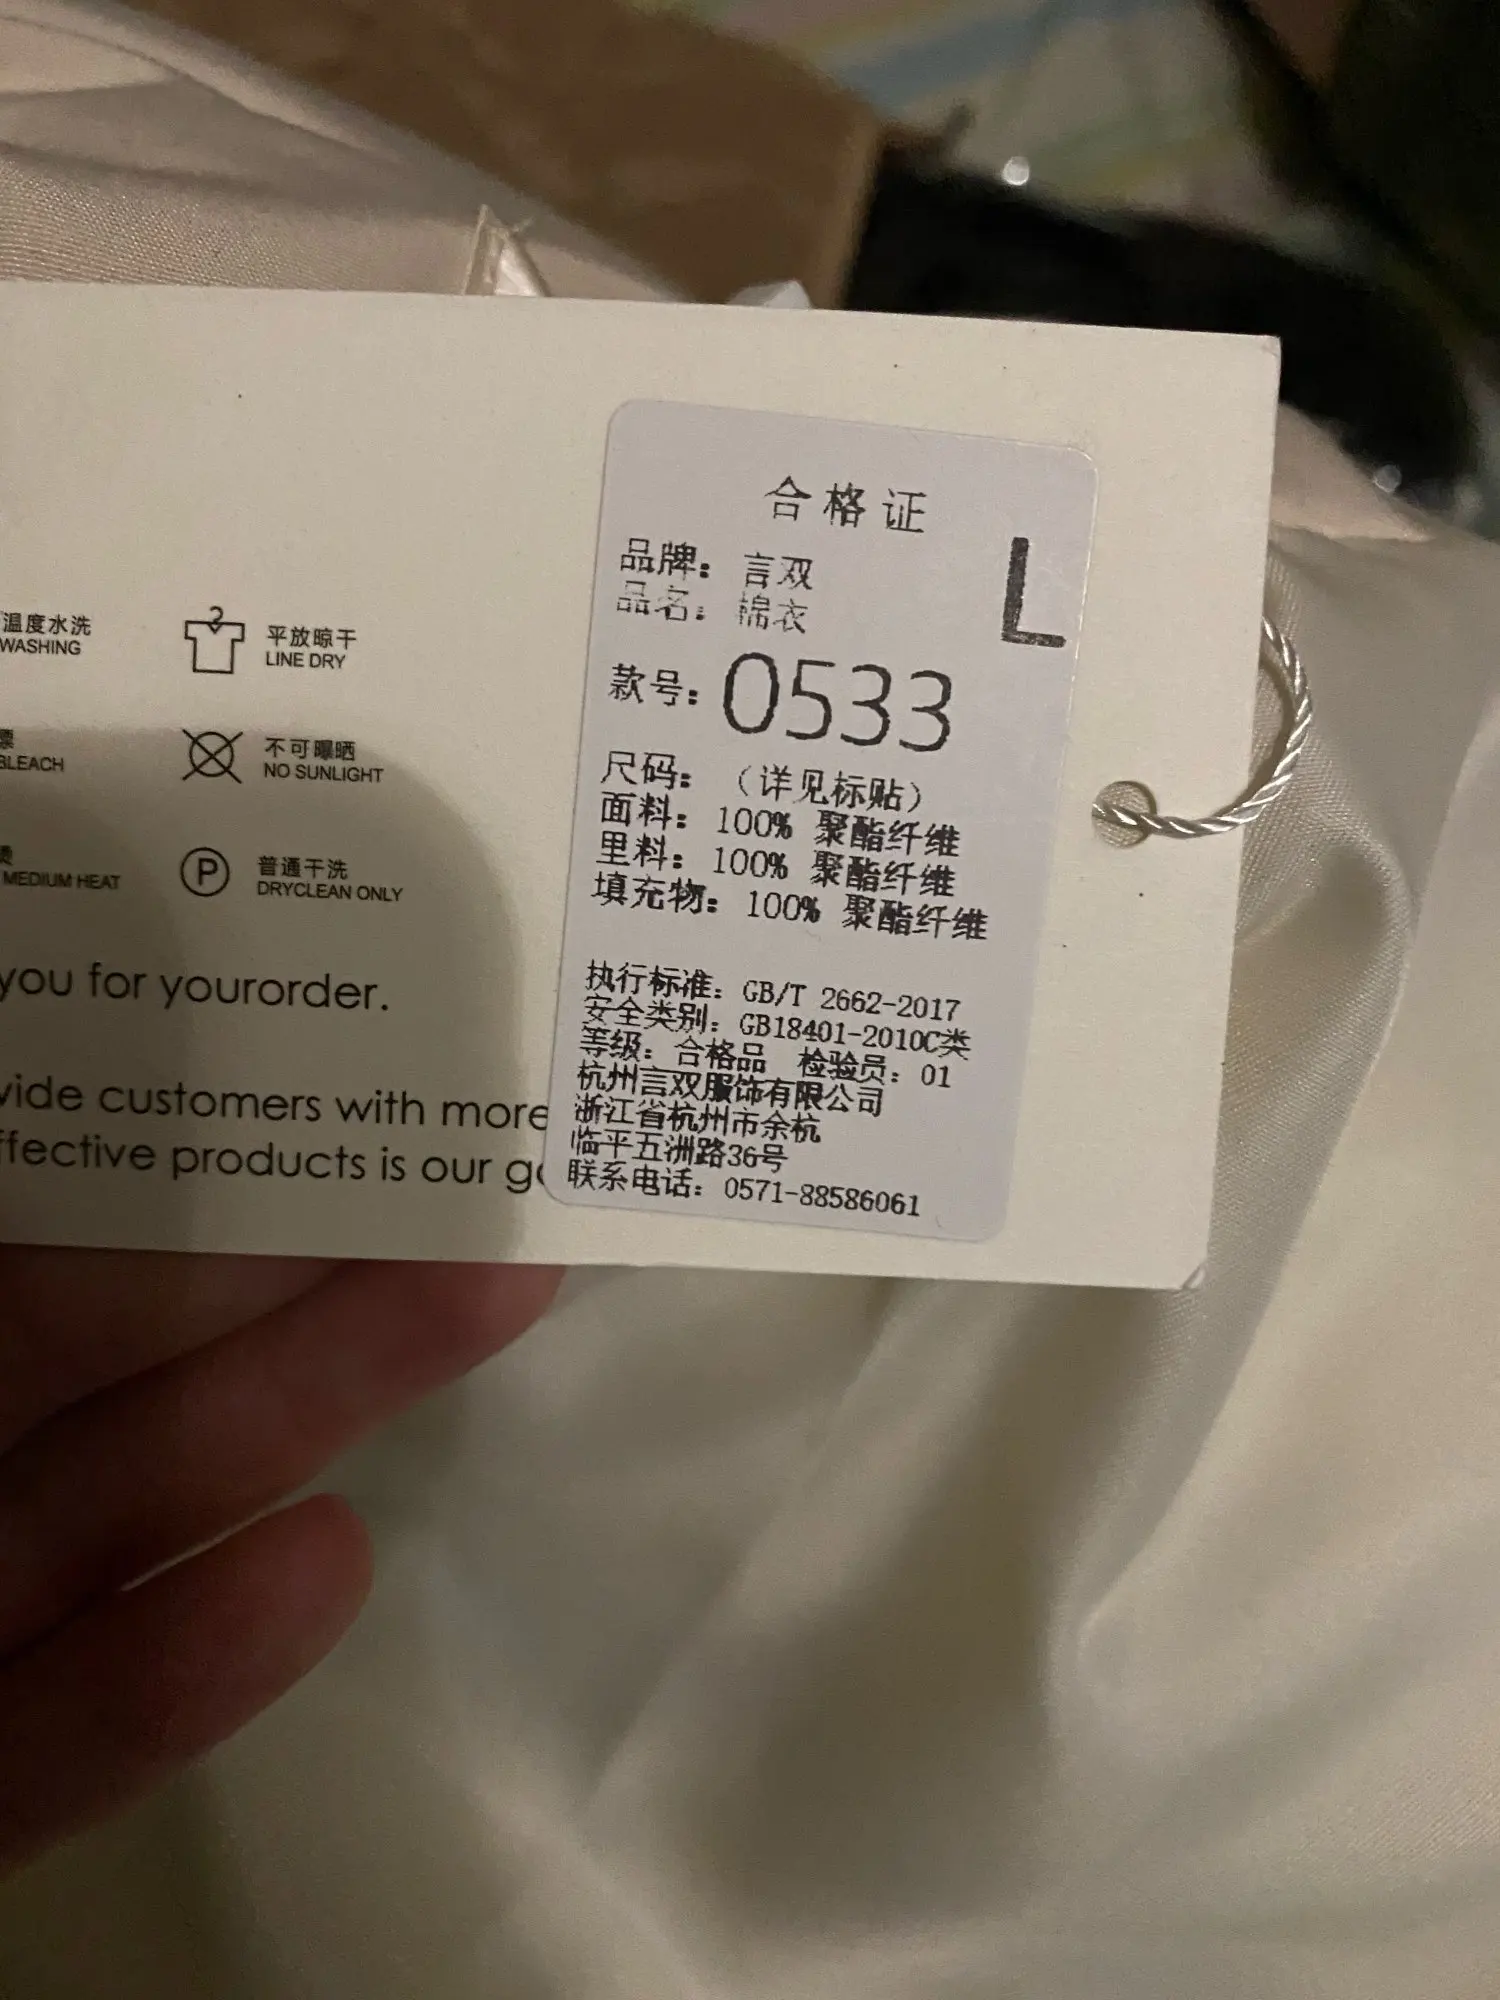 温度水洗
WASHING
平放晾干
LINE DRY
漂
BLEACH
不可曝晒
NO SUNLIGHT
烫
MEDIUM HEAT
P
普通干洗
DRYCLEAN ONLY
you for yourorder.
vide customers with more
ffective products is our go
合格证
L
品牌：言双
品名：棉衣
款号：0533
尺码：（详见标贴）
面料：100% 聚酯纤维
里料：100% 聚酯纤维
填充物：100% 聚酯纤维
执行标准：GB/T 2662-2017
安全类别：GB18401-2010C类
等级：合格品 检验员：01
杭州言双服饰有限公司
浙江省杭州市余杭
临平五洲路36号
联系电话：0571-88586061